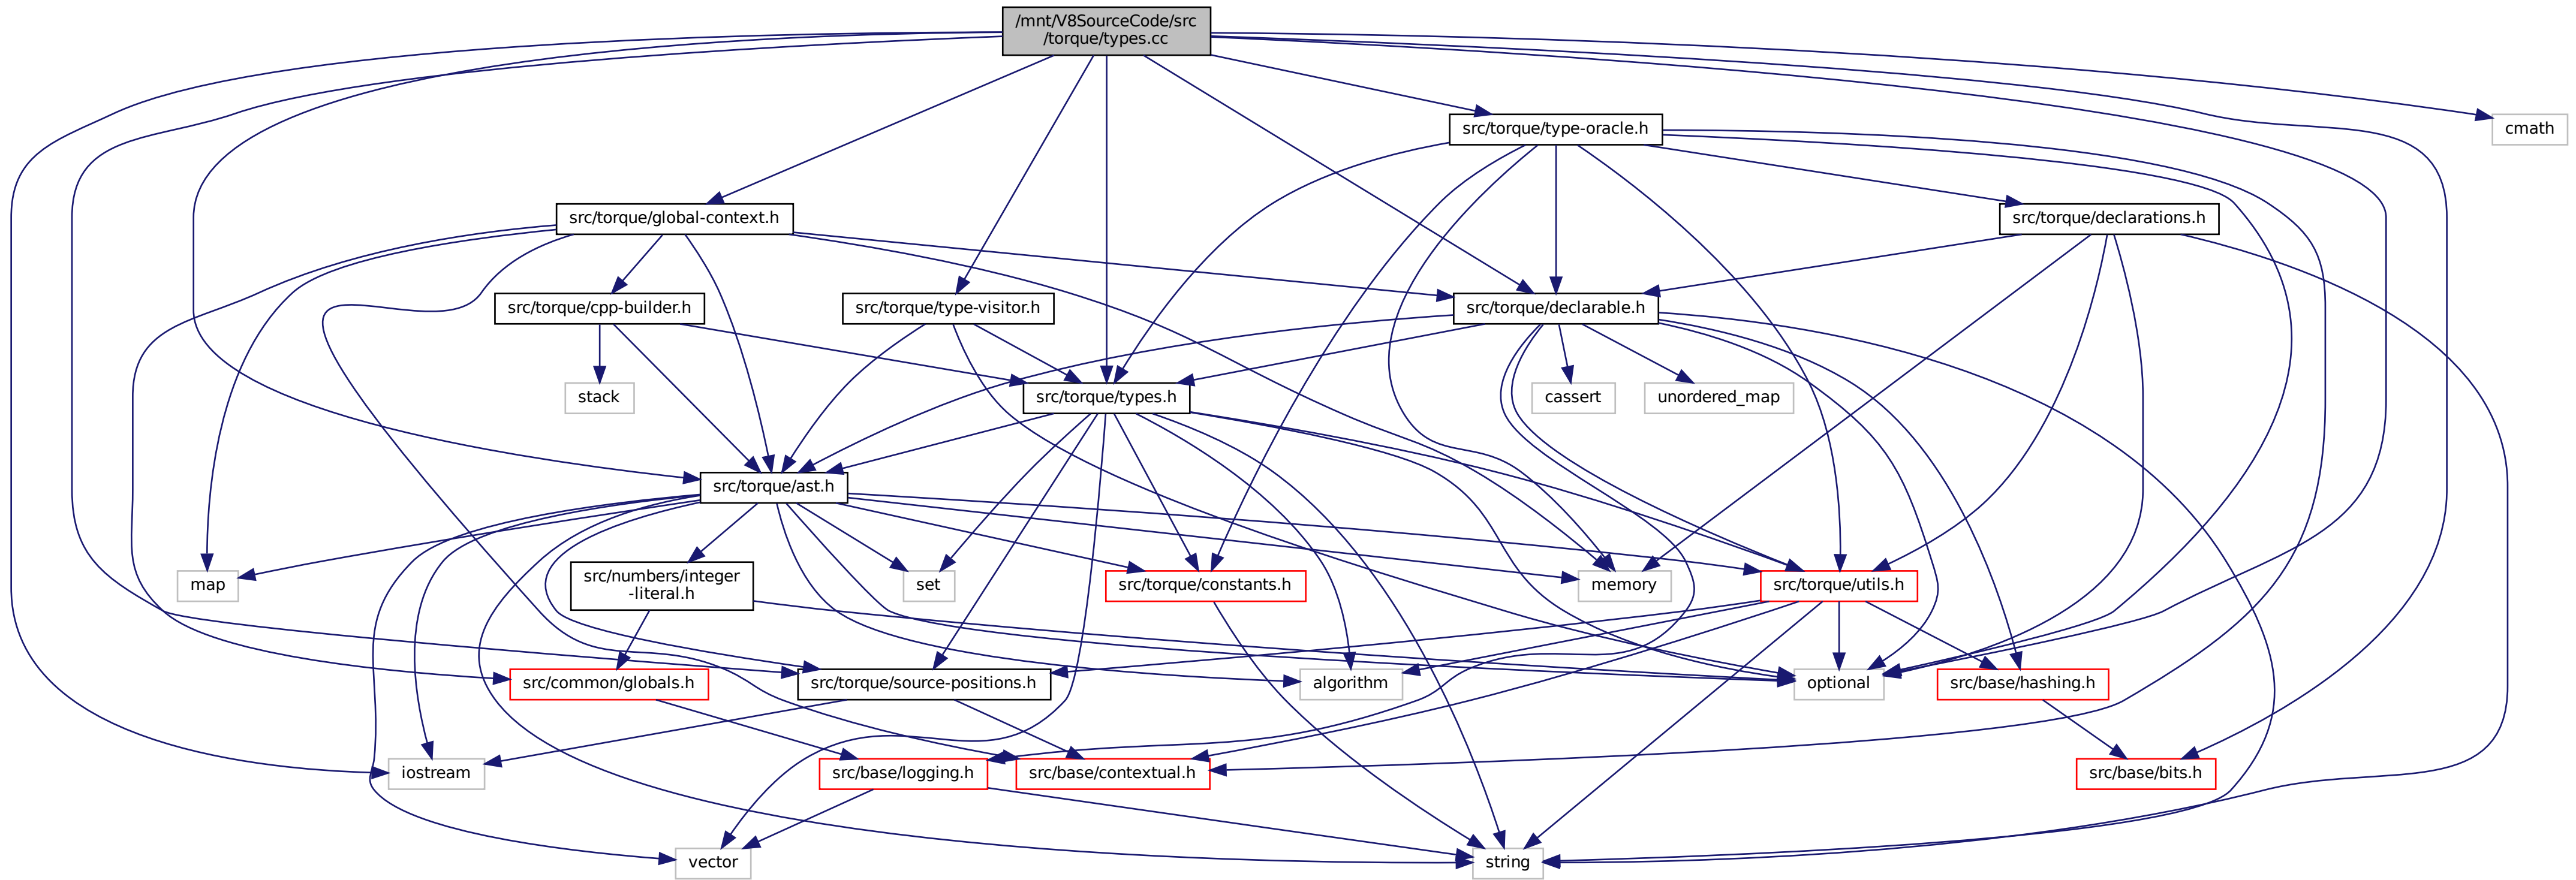 /mnt/V8SourceCode/src
/torque/types.cc
src/torque/type-oracle.h
cmath
src/torque/global-context.h
src/torque/declarations.h
src/torque/cpp-builder.h
src/torque/type-visitor.h
src/torque/declarable.h
stack
src/torque/types.h
cassert
unordered_map
src/torque/ast.h
map
src/numbers/integer
-literal.h
set
src/torque/constants.h
memory
src/torque/utils.h
src/common/globals.h
src/torque/source-positions.h
algorithm
optional
src/base/hashing.h
iostream
src/base/logging.h
src/base/contextual.h
src/base/bits.h
vector
string